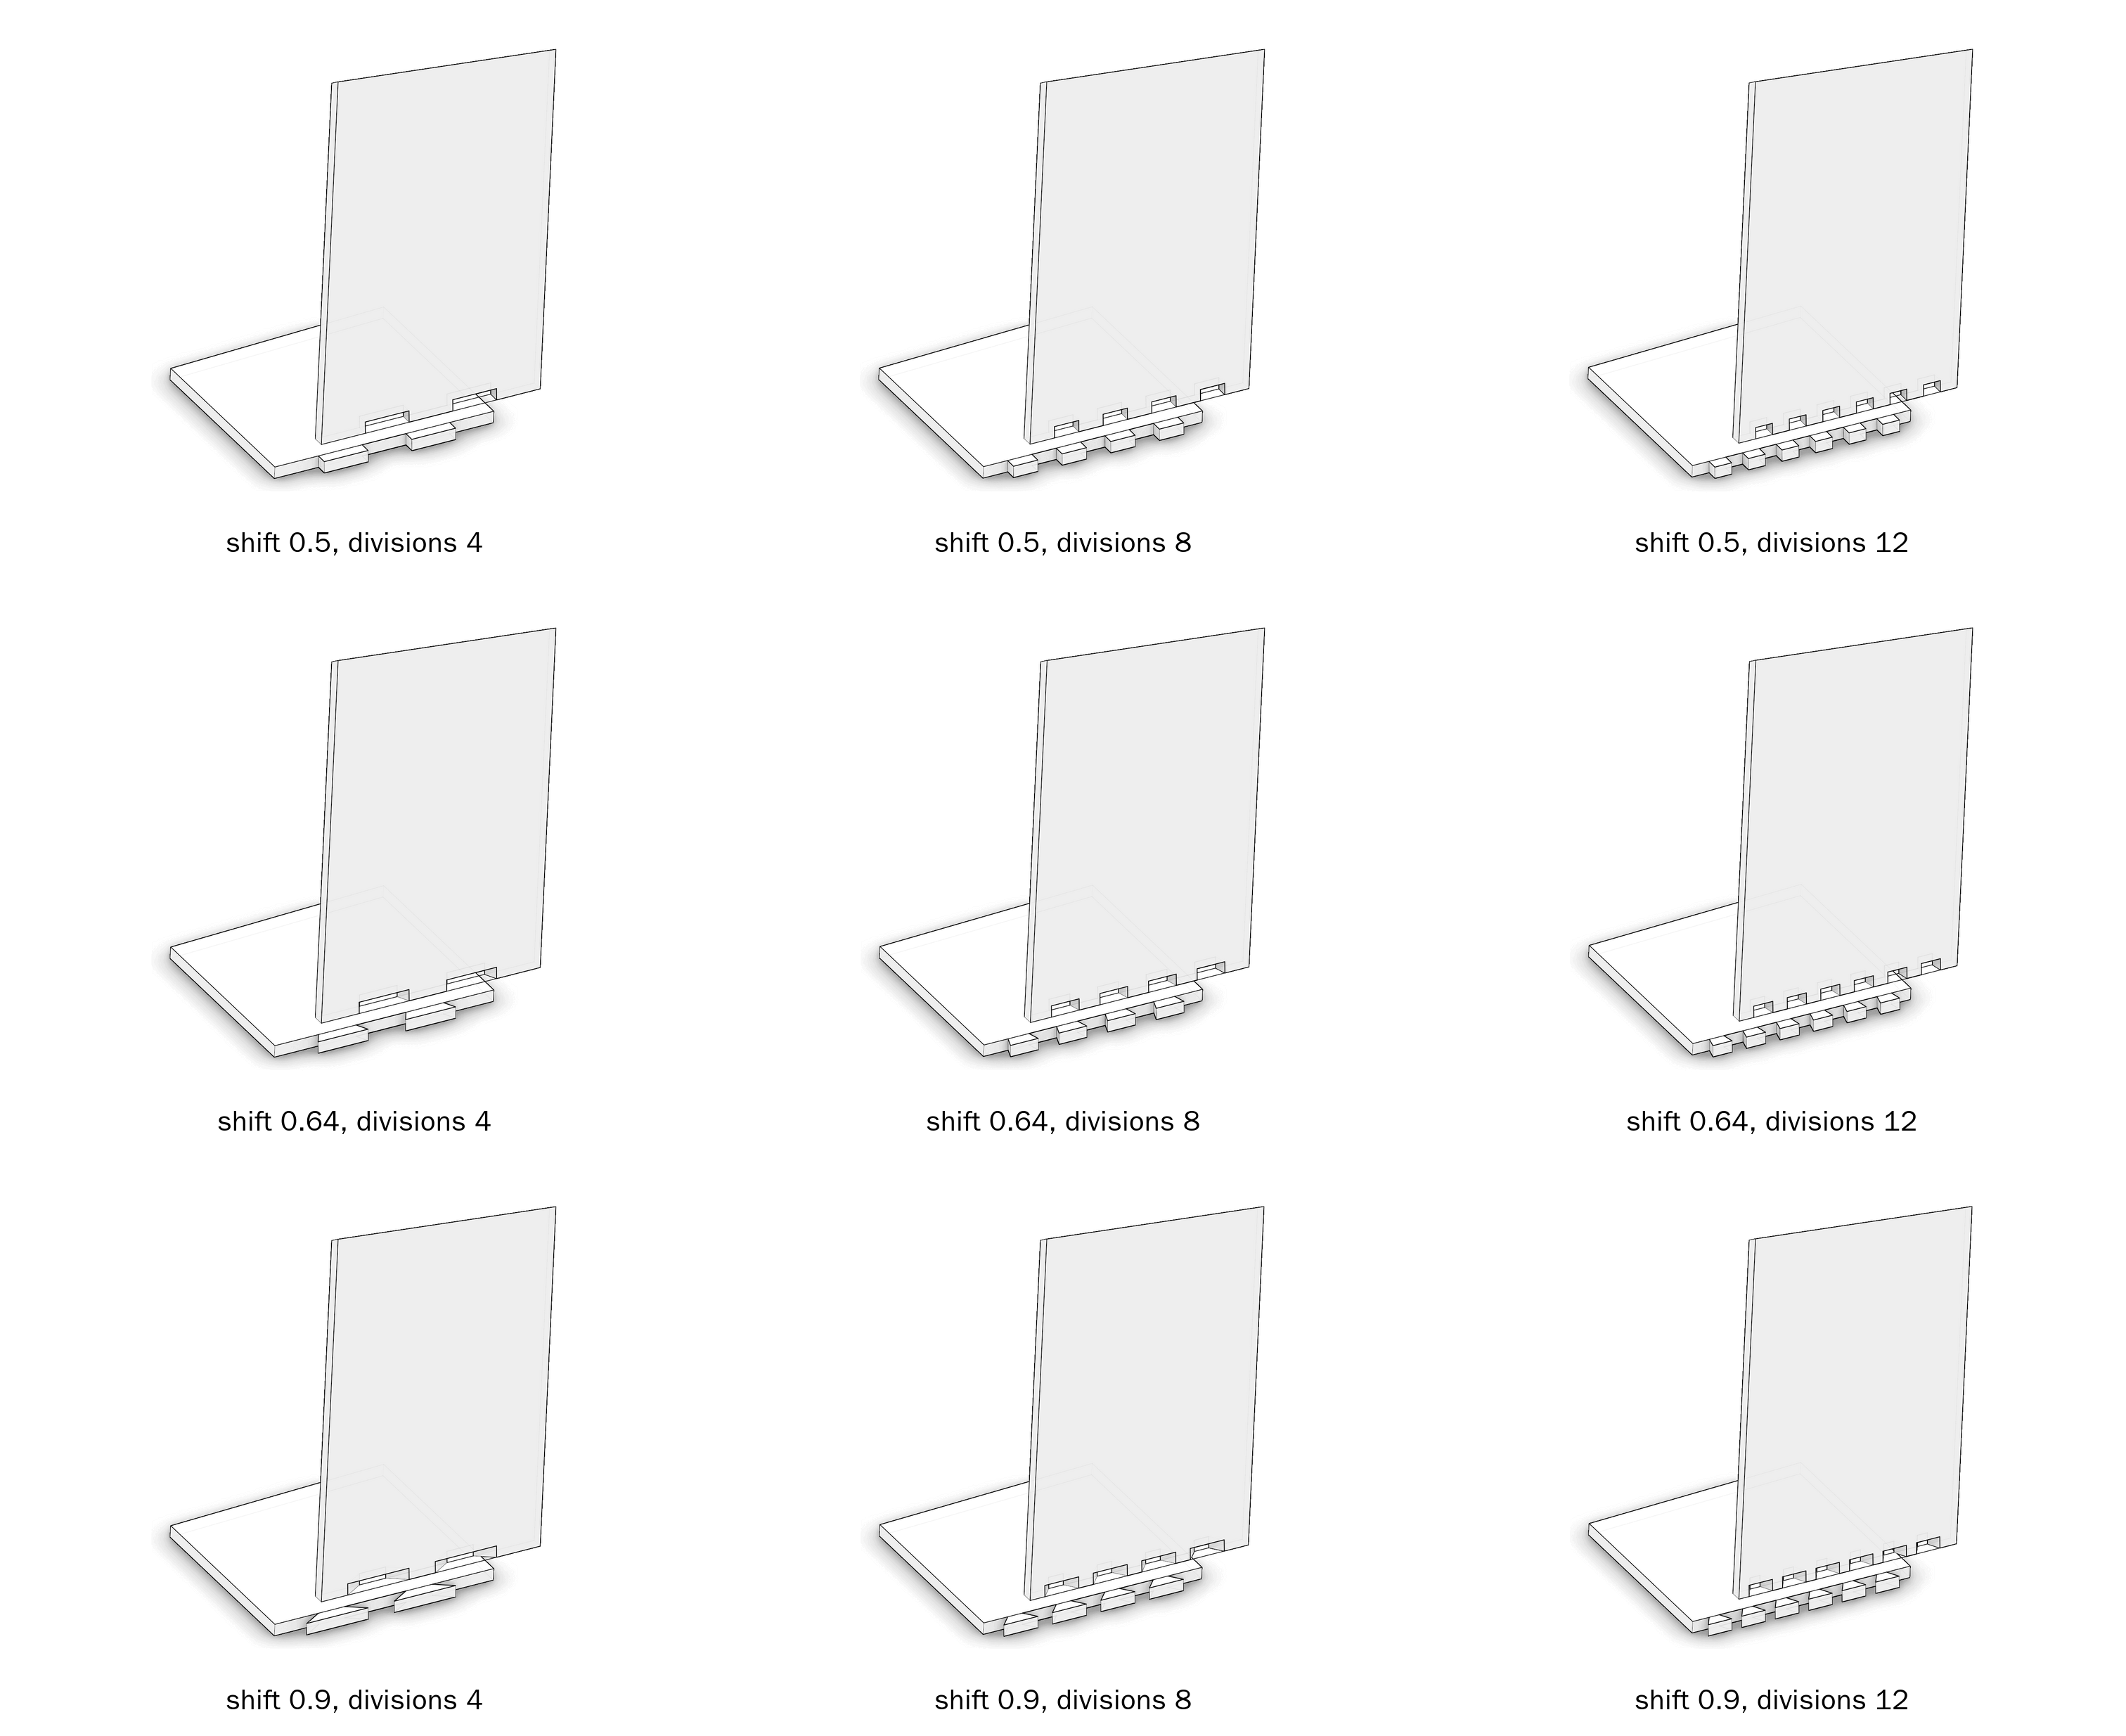 shift 0.5, divisions 4
shift 0.5, divisions 8
shift 0.5, divisions 12
shift 0.64, divisions 4
shift 0.64, divisions 8
shift 0.64, divisions 12
shift 0.9, divisions 4
shift 0.9, divisions 8
shift 0.9, divisions 12